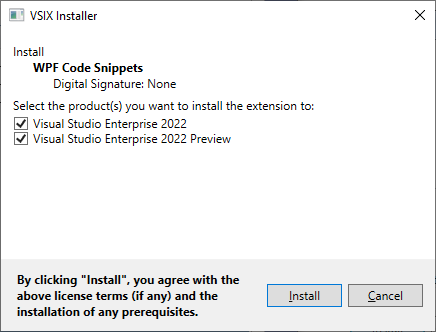 VSIX Installer
Install
WPF Code Snippets
Digital Signature: None
Select the product(s) you want to install the extension to:
Visual Studio Enterprise 2022
Visual Studio Enterprise 2022 Preview
By clicking "Install", you agree with the
above license terms (if any) and the
installation of any prerequisites.
Install
Cancel